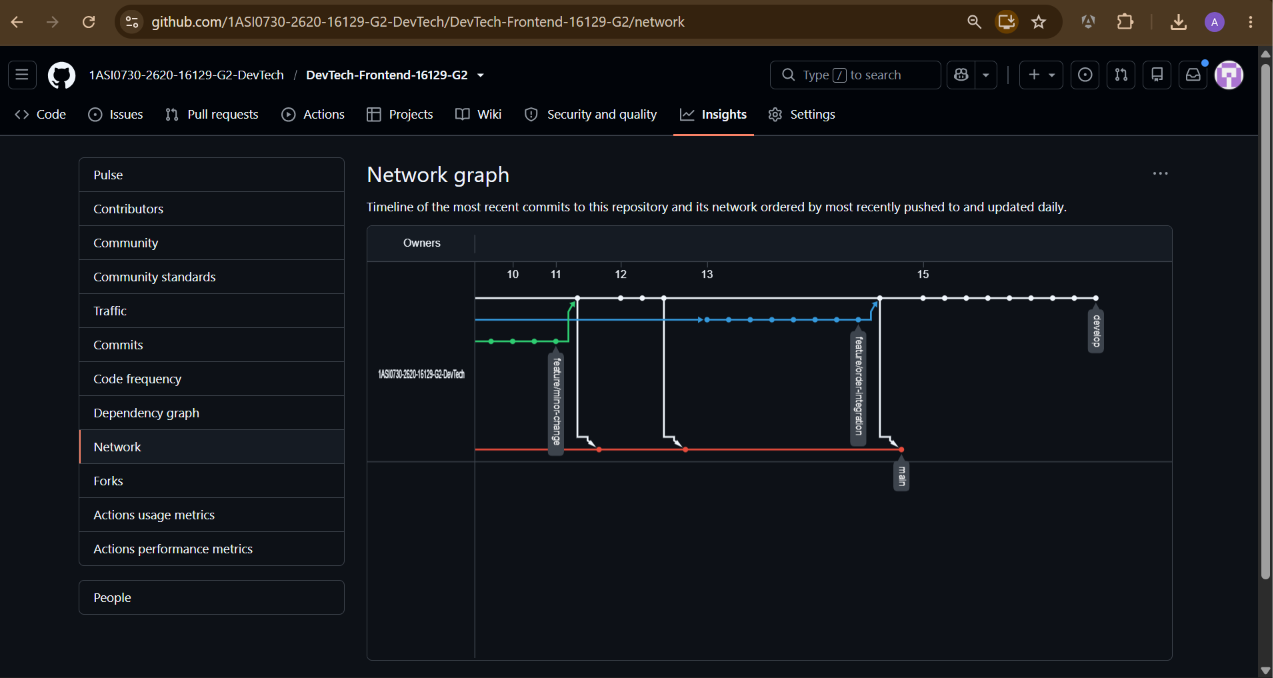 github.com/1ASI0730-2620-16129-G2-DevTech/DevTech-Frontend-16129-G2/network
A
1ASI0730-2620-16129-G2-DevTech / DevTech-Frontend-16129-G2
Type / to search
Code
Issues
Pull requests
Actions
Projects
Wiki
Security and quality
Insights
Settings
Pulse
Contributors
Community
Community standards
Traffic
Commits
Code frequency
Dependency graph
Network
Forks
Actions usage metrics
Actions performance metrics
People
Network graph
Timeline of the most recent commits to this repository and its network ordered by most recently pushed to and updated daily.
Owners
10 11 12 13 15
1ASI0730-2620-16129-G2-DevTech
feature/minor-change
feature/order-integration
develop
main